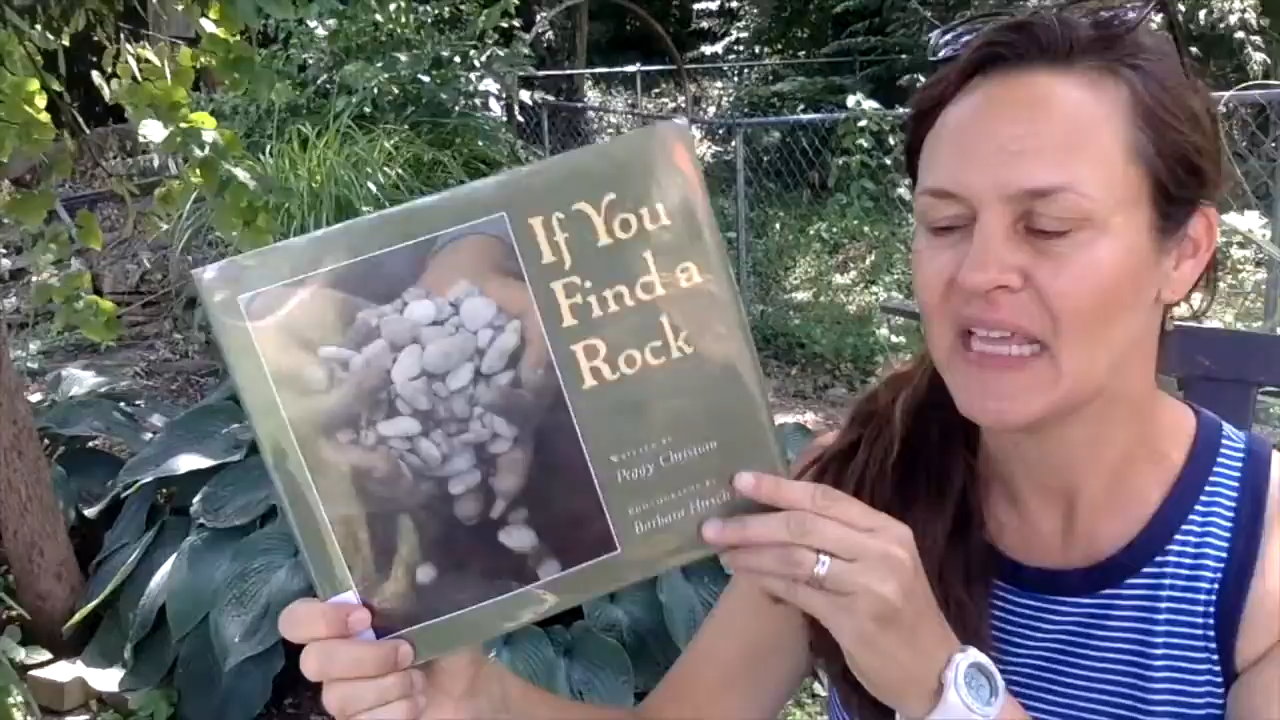 If You
Find a
Rock
WRITTEN BY
Peggy Christian
PHOTOGRAPHS BY
Barbara Hirsch